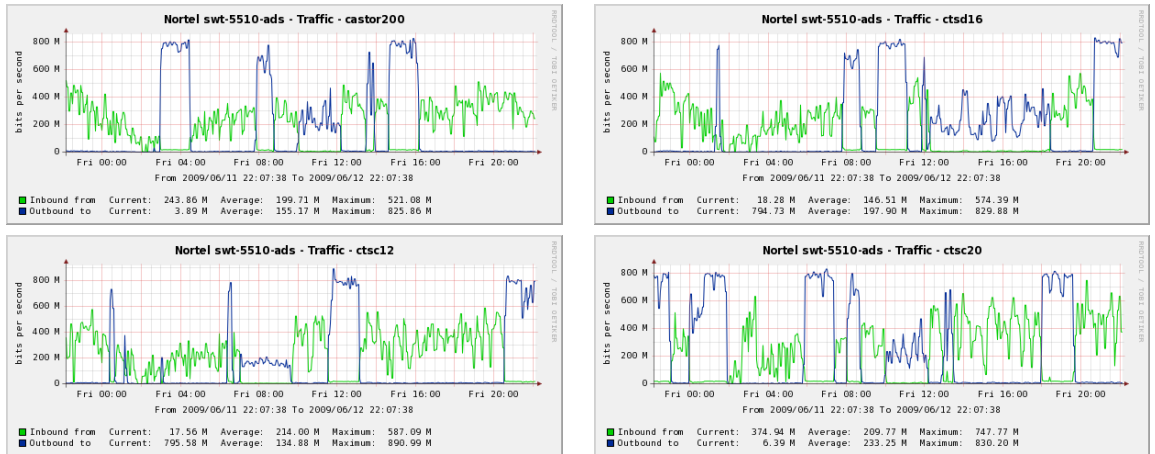 Nortel swt-5510-ads - Traffic - castor200
RRDTOOL / TOBI OETIKER
bits per second
800 M
600 M
400 M
200 M
0
Fri 00:00 Fri 04:00 Fri 08:00 Fri 12:00 Fri 16:00 Fri 20:00
From 2009/06/11 22:07:38 To 2009/06/12 22:07:38
Inbound from Current: 243.86 M Average: 199.71 M Maximum: 521.08 M
Outbound to Current: 3.89 M Average: 155.17 M Maximum: 825.86 M
Nortel swt-5510-ads - Traffic - ctsd16
RRDTOOL / TOBI OETIKER
bits per second
800 M
600 M
400 M
200 M
0
Fri 00:00 Fri 04:00 Fri 08:00 Fri 12:00 Fri 16:00 Fri 20:00
From 2009/06/11 22:07:38 To 2009/06/12 22:07:38
Inbound from Current: 18.28 M Average: 146.51 M Maximum: 574.39 M
Outbound to Current: 794.73 M Average: 197.90 M Maximum: 829.88 M
Nortel swt-5510-ads - Traffic - ctsc12
RRDTOOL / TOBI OETIKER
bits per second
800 M
600 M
400 M
200 M
0
Fri 00:00 Fri 04:00 Fri 08:00 Fri 12:00 Fri 16:00 Fri 20:00
From 2009/06/11 22:07:38 To 2009/06/12 22:07:38
Inbound from Current: 17.56 M Average: 214.00 M Maximum: 587.09 M
Outbound to Current: 795.58 M Average: 134.88 M Maximum: 890.99 M
Nortel swt-5510-ads - Traffic - ctsc20
RRDTOOL / TOBI OETIKER
bits per second
800 M
600 M
400 M
200 M
0
Fri 00:00 Fri 04:00 Fri 08:00 Fri 12:00 Fri 16:00 Fri 20:00
From 2009/06/11 22:07:38 To 2009/06/12 22:07:38
Inbound from Current: 374.94 M Average: 209.77 M Maximum: 747.77 M
Outbound to Current: 6.39 M Average: 233.25 M Maximum: 830.20 M